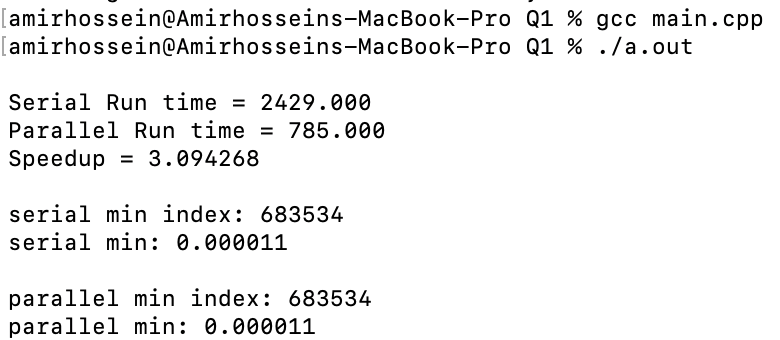 [amirhossein@Amirhosseins-MacBook-Pro Q1 % gcc main.cpp
[amirhossein@Amirhosseins-MacBook-Pro Q1 % ./a.out
Serial Run time = 2429.000
Parallel Run time = 785.000
Speedup = 3.094268
serial min index: 683534
serial min: 0.000011
parallel min index: 683534
parallel min: 0.000011